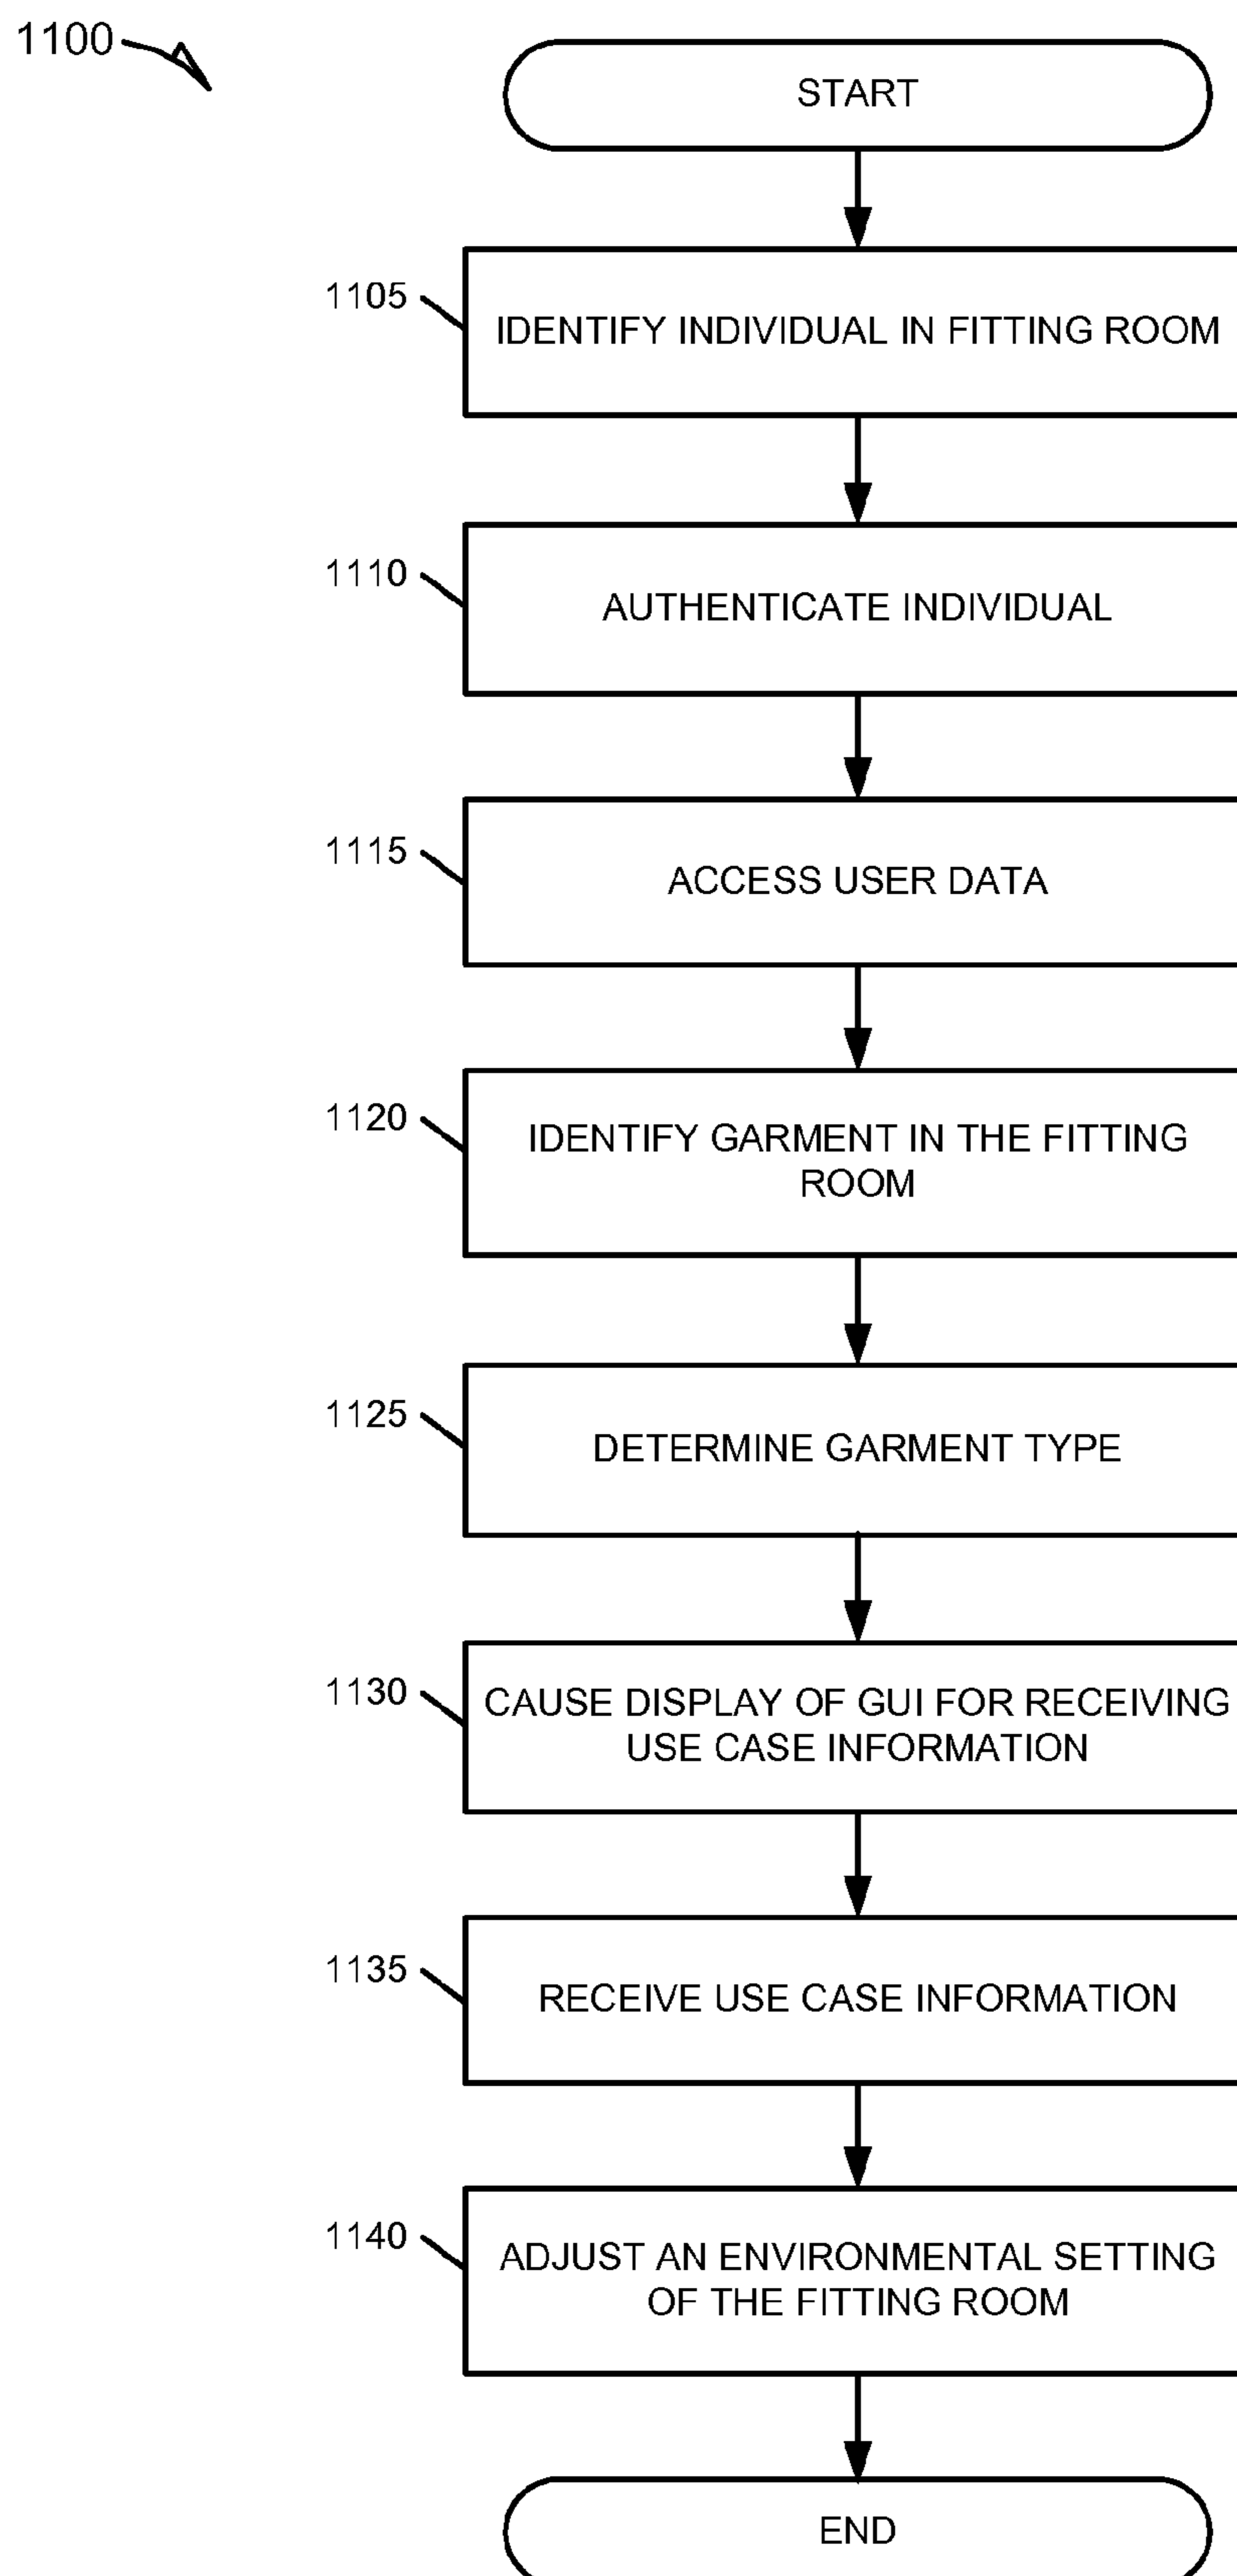 1100
START
1105
IDENTIFY INDIVIDUAL IN FITTING ROOM
1110
AUTHENTICATE INDIVIDUAL
1115
ACCESS USER DATA
1120
IDENTIFY GARMENT IN THE FITTING
ROOM
1125
DETERMINE GARMENT TYPE
1130
CAUSE DISPLAY OF GUI FOR RECEIVING
USE CASE INFORMATION
1135
RECEIVE USE CASE INFORMATION
1140
ADJUST AN ENVIRONMENTAL SETTING
OF THE FITTING ROOM
END